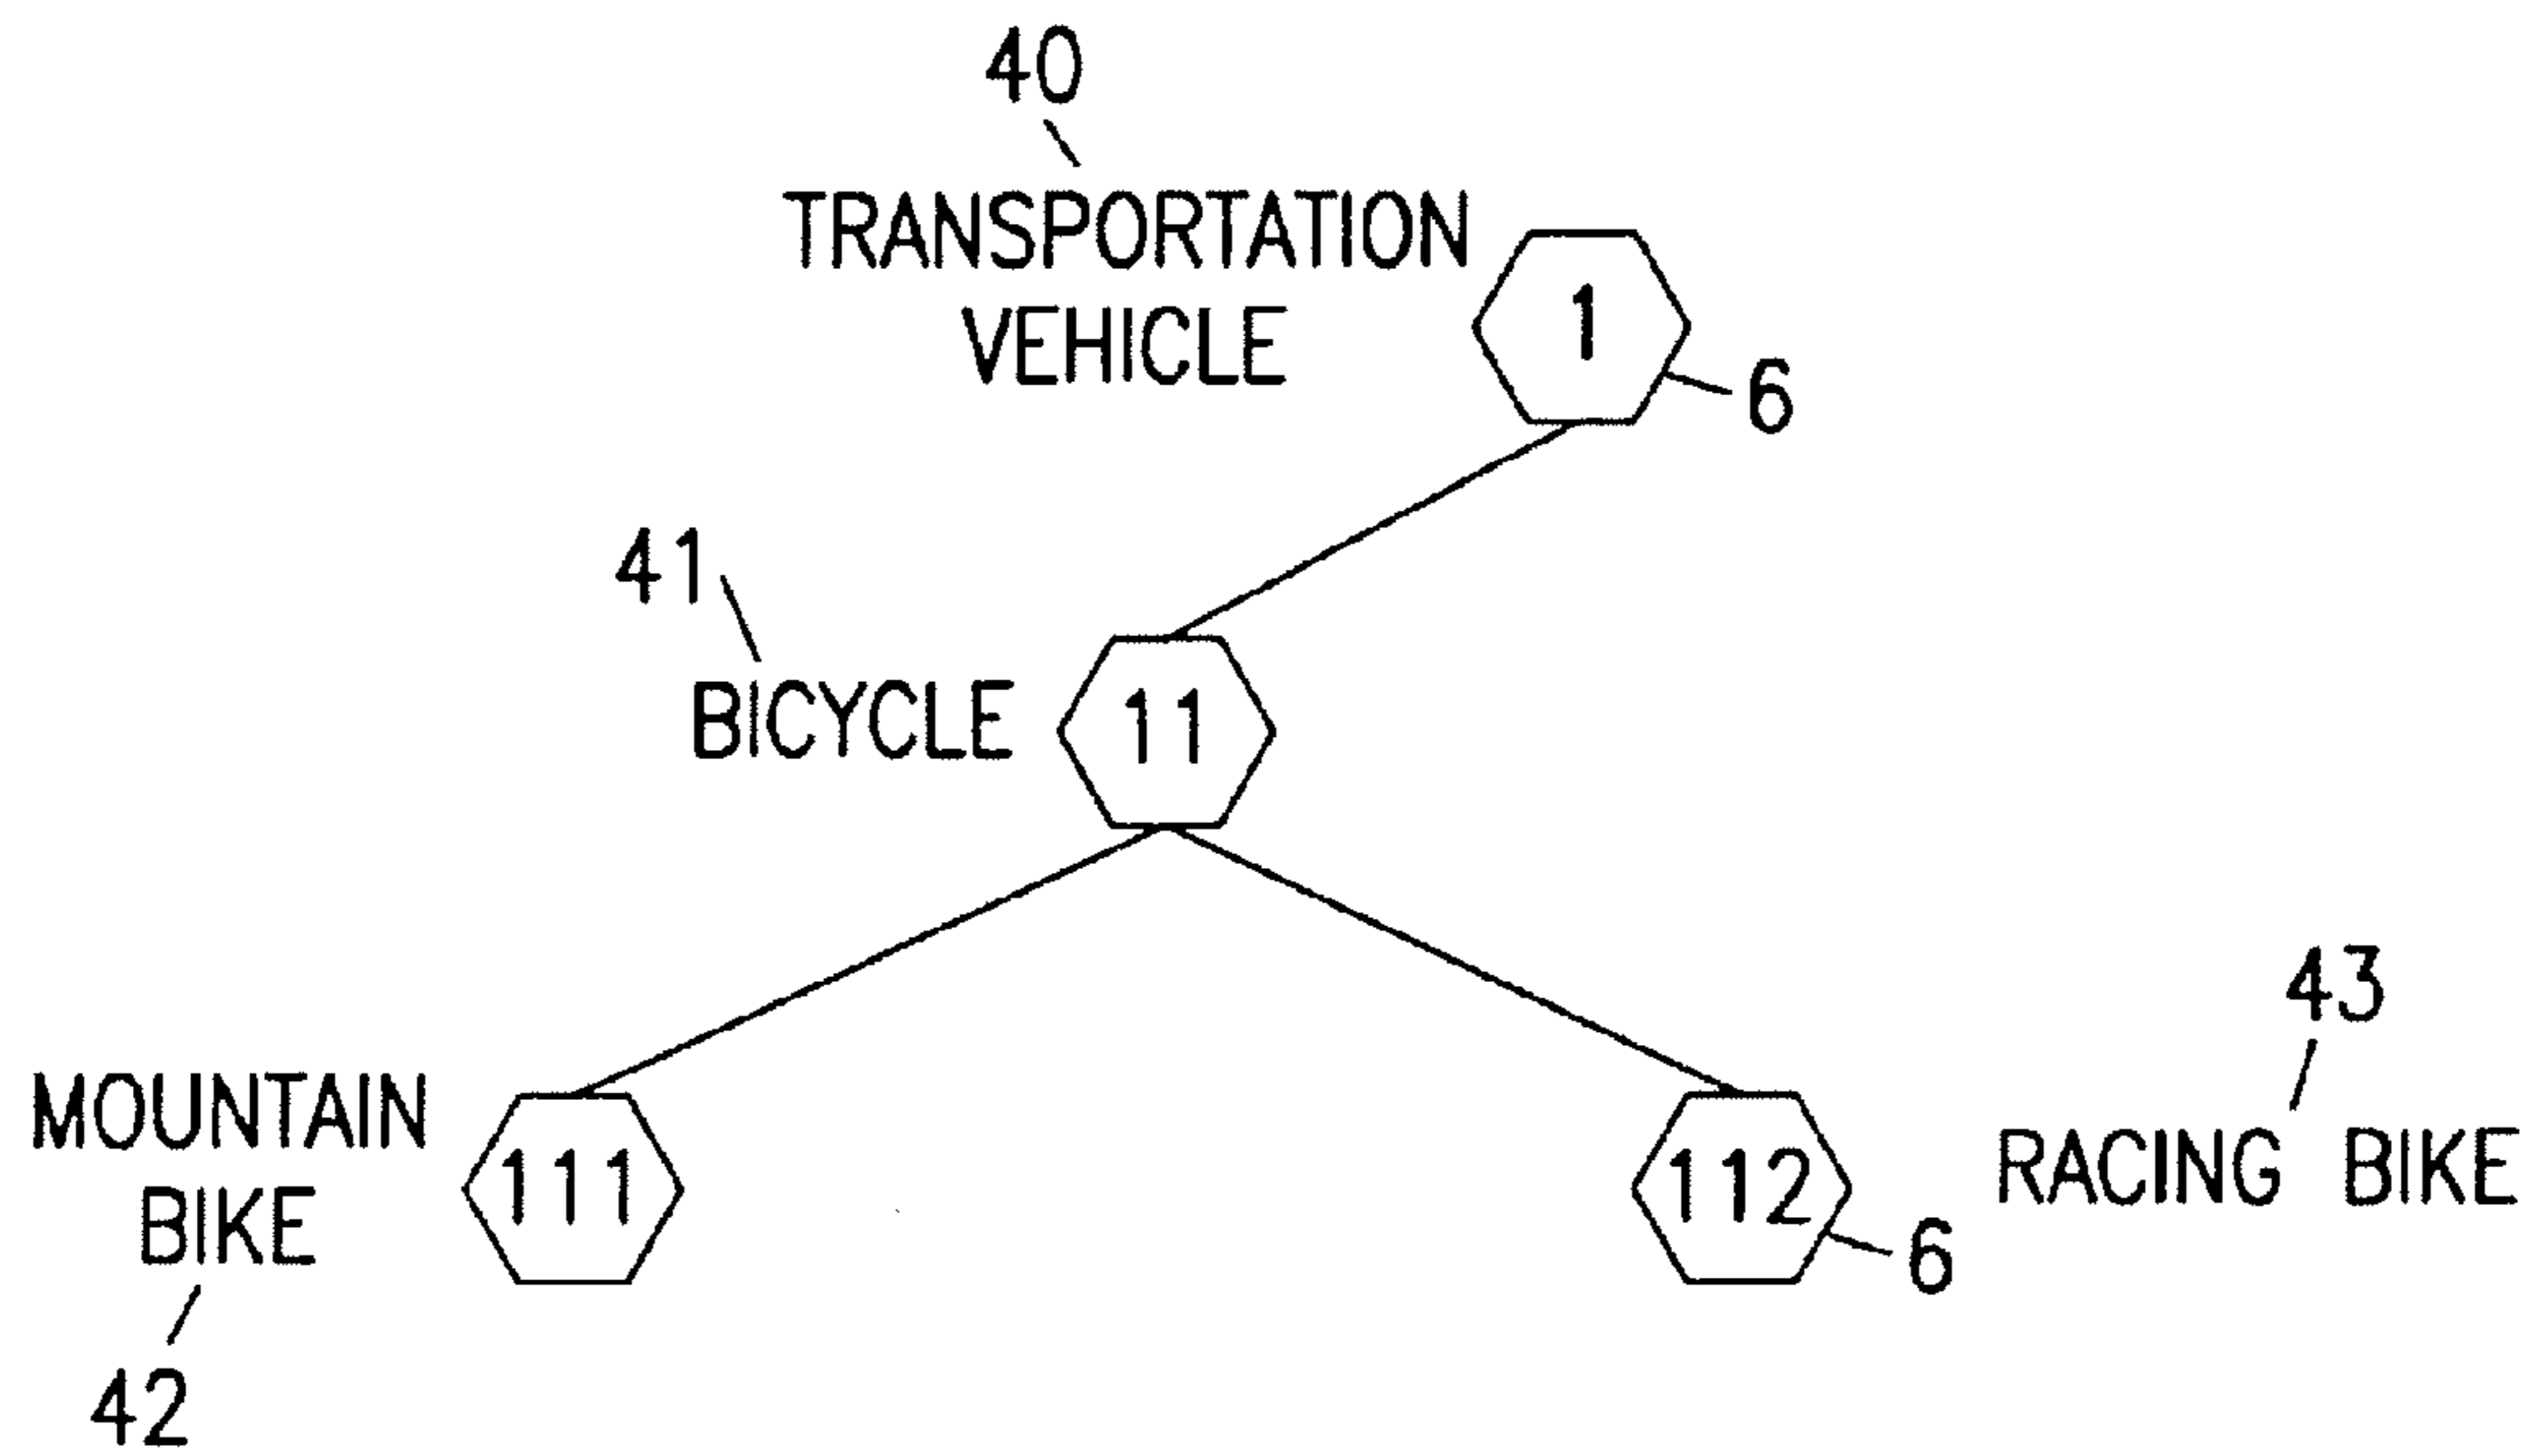 40
TRANSPORTATION
VEHICLE
1
6
41
BICYCLE
11
43
MOUNTAIN
BIKE
111
112
RACING BIKE
6
42